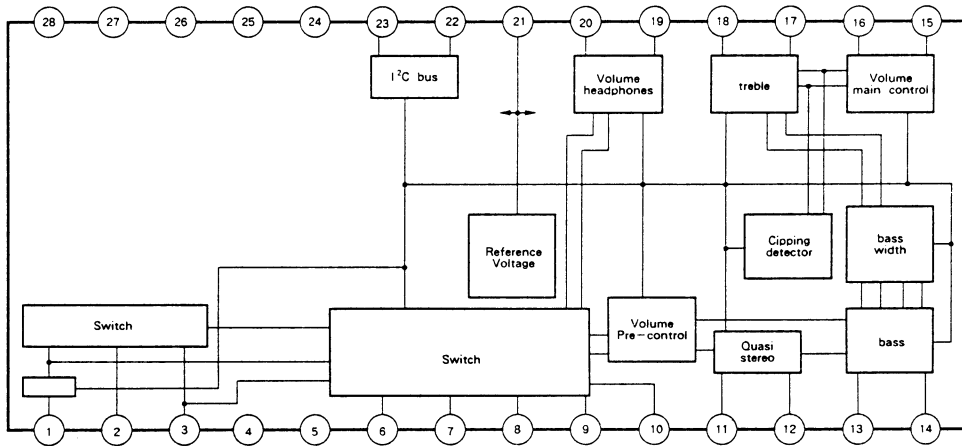 28 27 26 25 24 23 22 21 20 19 18 17 16 15
I²C bus
Volume
headphones
treble
Volume
main control
Reference
Voltage
Cipping
detector
bass
width
Switch
Switch
Volume
Pre-control
Quasi
stereo
bass
1 2 3 4 5 6 7 8 9 10 11 12 13 14